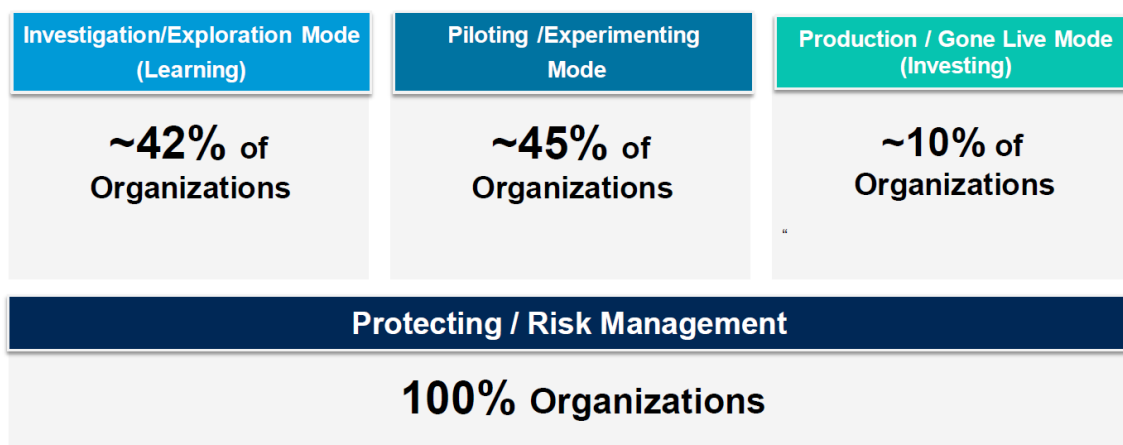 Investigation/Exploration Mode
(Learning)
Piloting /Experimenting
Mode
Production / Gone Live Mode
(Investing)
~42% of
Organizations
~45% of
Organizations
~10% of
Organizations
“
Protecting / Risk Management
100% Organizations